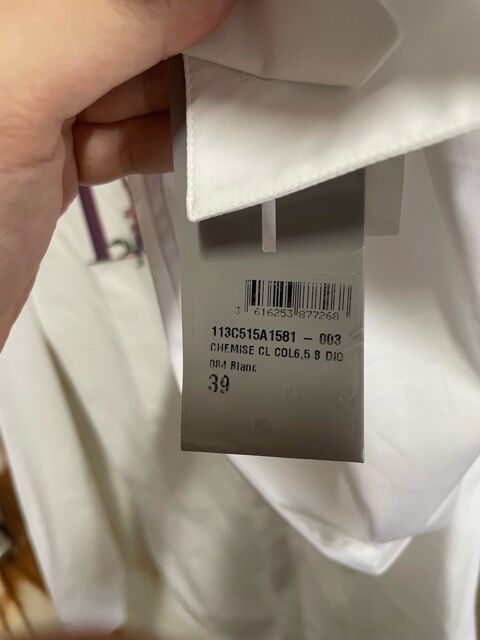 3 616253 877268
113C515A1581 - 003
CHEMISE CL COL6,5 B DIO
084 Blanc
39